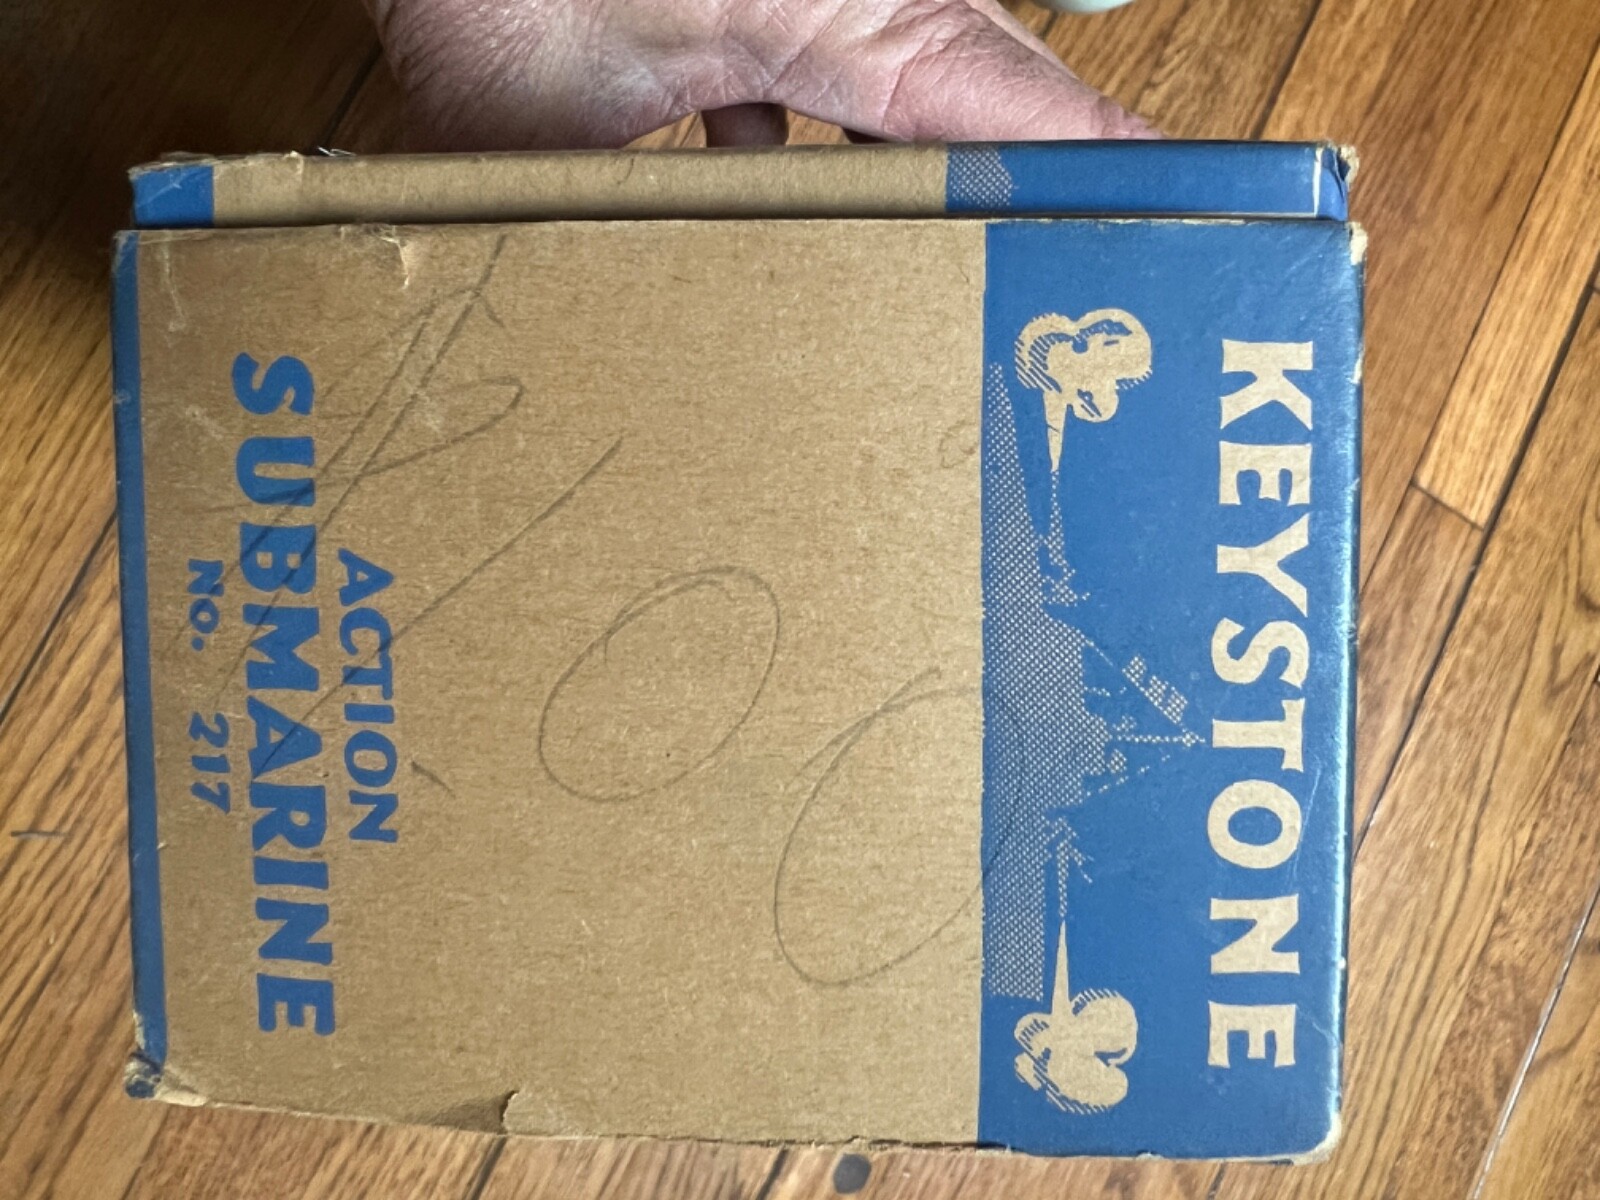 KEYSTONE
ACTION
SUBMARINE
No. 217